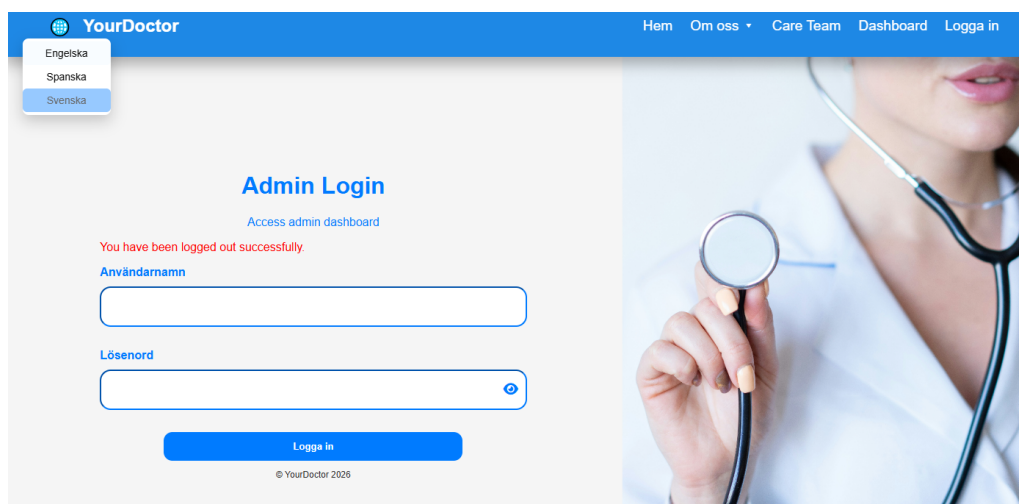 YourDoctor
Hem Om oss Care Team Dashboard Logga in
Engelska
Spanska
Svenska
Admin Login
Access admin dashboard
You have been logged out successfully.
Användarnamn
Lösenord
Logga in
© YourDoctor 2026